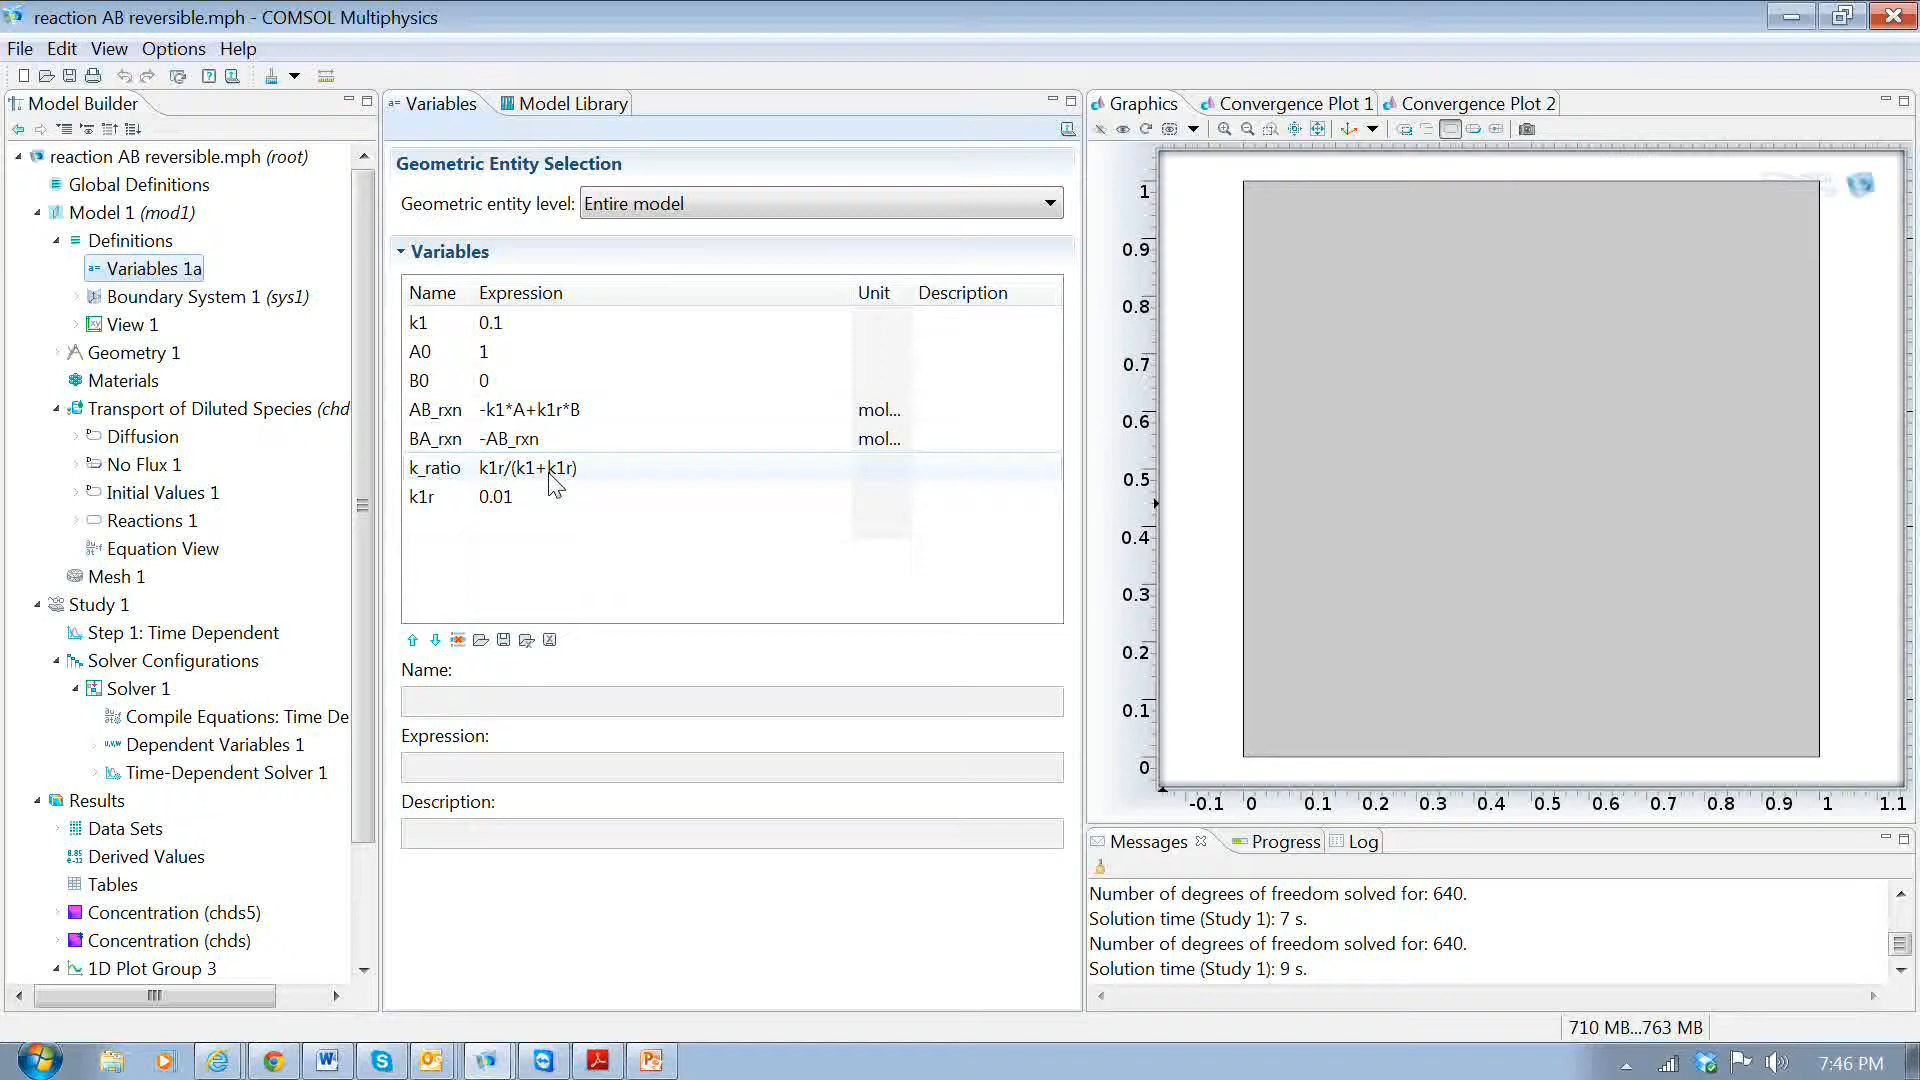 reaction AB reversible.mph - COMSOL Multiphysics
File Edit View Options Help
Model Builder
reaction AB reversible.mph (root)
Global Definitions
Model 1 (mod1)
Definitions
a= Variables 1a
Boundary System 1 (sys1)
View 1
Geometry 1
Materials
Transport of Diluted Species (chd
Diffusion
No Flux 1
Initial Values 1
Reactions 1
Equation View
Mesh 1
Study 1
Step 1: Time Dependent
Solver Configurations
Solver 1
Compile Equations: Time De
Dependent Variables 1
Time-Dependent Solver 1
Results
Data Sets
Derived Values
Tables
Concentration (chds5)
Concentration (chds)
1D Plot Group 3
a= Variables Model Library
Geometric Entity Selection
Geometric entity level: Entire model
Variables
Name Expression Unit Description
k1 0.1
A0 1
B0 0
AB_rxn -k1*A+k1r*B mol...
BA_rxn -AB_rxn mol...
k_ratio k1r/(k1+k1r)
k1r 0.01
Name:
Expression:
Description:
Graphics Convergence Plot 1 Convergence Plot 2
1
0.9
0.8
0.7
0.6
0.5
0.4
0.3
0.2
0.1
0
-0.1 0 0.1 0.2 0.3 0.4 0.5 0.6 0.7 0.8 0.9 1 1.1
Messages Progress Log
Number of degrees of freedom solved for: 640.
Solution time (Study 1): 7 s.
Number of degrees of freedom solved for: 640.
Solution time (Study 1): 9 s.
710 MB...763 MB
7:46 PM